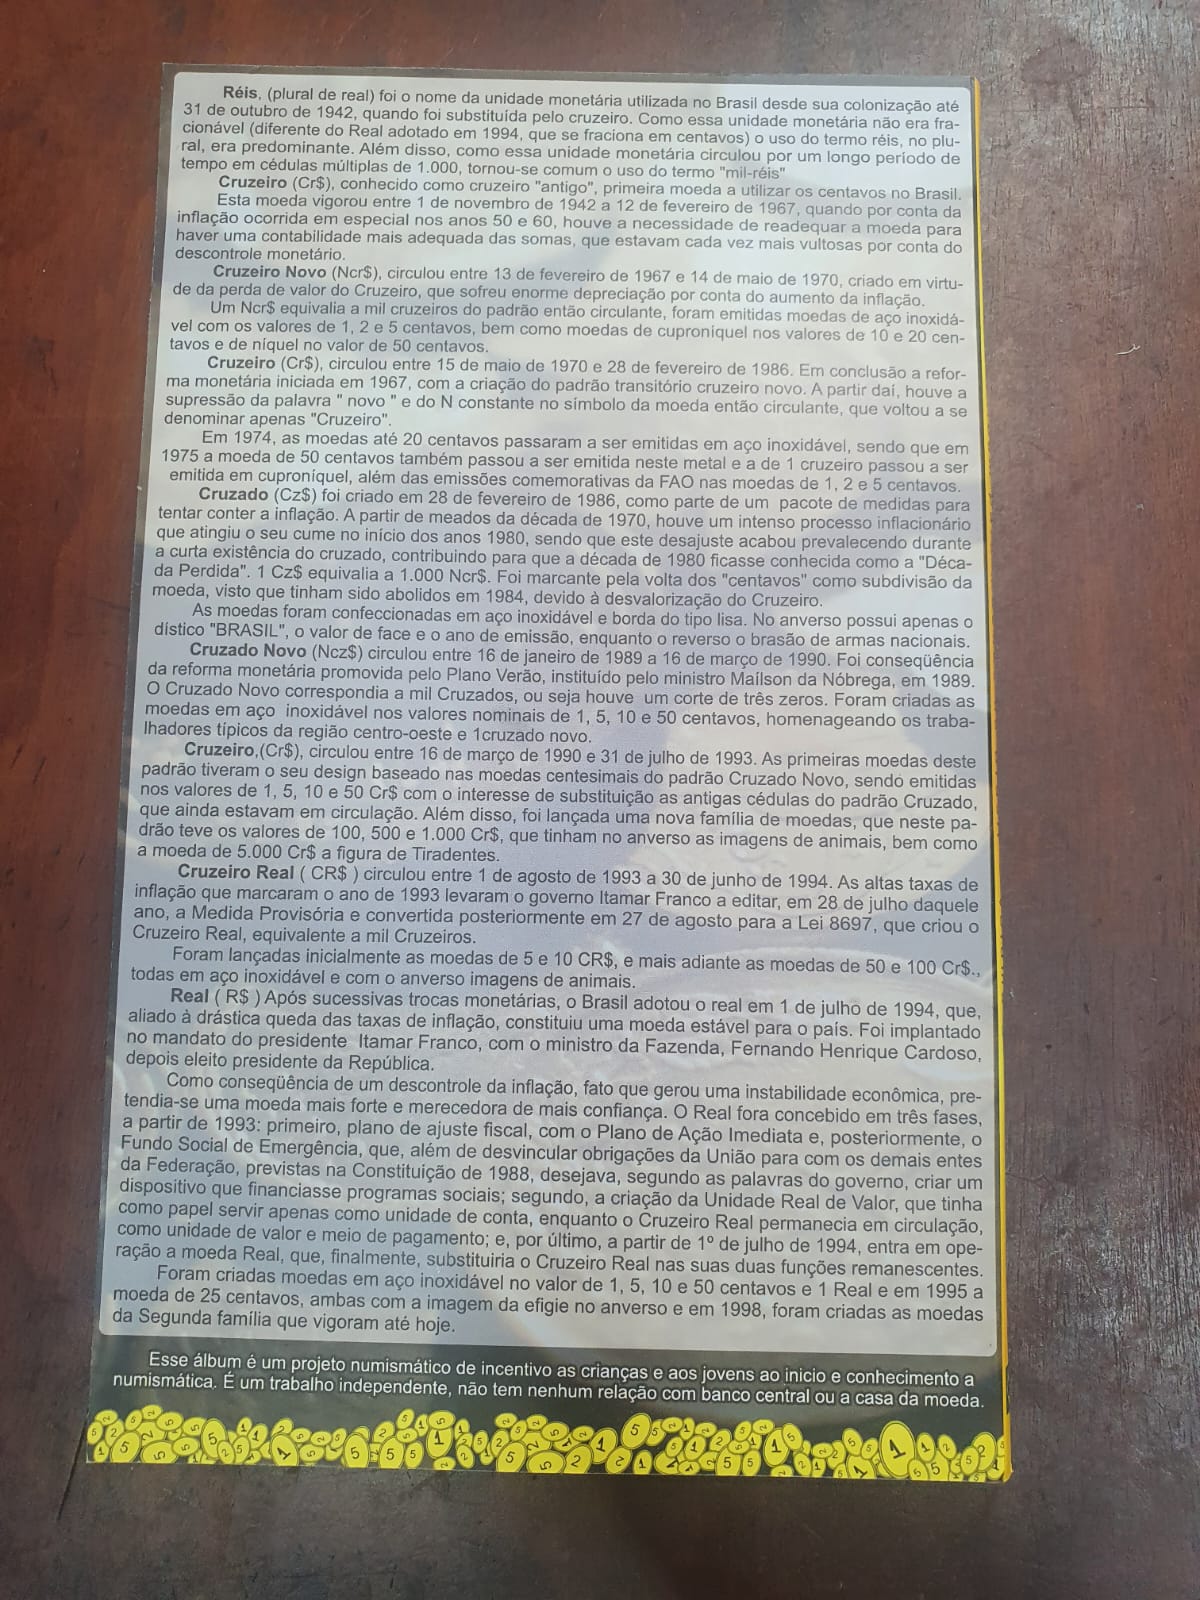 Réis, (plural de real) foi o nome da unidade monetária utilizada no Brasil desde sua colonização até
31 de outubro de 1942, quando foi substituída pelo cruzeiro. Como essa unidade monetária não era fra-
cionável (diferente do Real adotado em 1994, que se fraciona em centavos) o uso do termo réis, no plu-
ral, era predominante. Além disso, como essa unidade monetária circulou por um longo período de
tempo em cédulas múltiplas de 1.000, tornou-se comum o uso do termo "mil-réis"
Cruzeiro (Cr$), conhecido como cruzeiro "antigo", primeira moeda a utilizar os centavos no Brasil.
Esta moeda vigorou entre 1 de novembro de 1942 a 12 de fevereiro de 1967, quando por conta da
inflação ocorrida em especial nos anos 50 e 60, houve a necessidade de readequar a moeda para
haver uma contabilidade mais adequada das somas, que estavam cada vez mais vultosas por conta do
descontrole monetário.
Cruzeiro Novo (Ncr$), circulou entre 13 de fevereiro de 1967 e 14 de maio de 1970, criado em virtu-
de da perda de valor do Cruzeiro, que sofreu enorme depreciação por conta do aumento da inflação.
Um Ncr$ equivalia a mil cruzeiros do padrão então circulante, foram emitidas moedas de aço inoxidá-
vel com os valores de 1, 2 e 5 centavos, bem como moedas de cuproníquel nos valores de 10 e 20 cen-
tavos e de níquel no valor de 50 centavos.
Cruzeiro (Cr$), circulou entre 15 de maio de 1970 e 28 de fevereiro de 1986. Em conclusão a refor-
ma monetária iniciada em 1967, com a criação do padrão transitório cruzeiro novo. A partir daí, houve a
supressão da palavra " novo " e do N constante no símbolo da moeda então circulante, que voltou a se
denominar apenas "Cruzeiro".
Em 1974, as moedas até 20 centavos passaram a ser emitidas em aço inoxidável, sendo que em
1975 a moeda de 50 centavos também passou a ser emitida neste metal e a de 1 cruzeiro passou a ser
emitida em cuproníquel, além das emissões comemorativas da FAO nas moedas de 1, 2 e 5 centavos.
Cruzado (Cz$) foi criado em 28 de fevereiro de 1986, como parte de um pacote de medidas para
tentar conter a inflação. A partir de meados da década de 1970, houve um intenso processo inflacionário
que atingiu o seu cume no início dos anos 1980, sendo que este desajuste acabou prevalecendo durante
a curta existência do cruzado, contribuindo para que a década de 1980 ficasse conhecida como a "Déca-
da Perdida". 1 Cz$ equivalia a 1.000 Ncr$. Foi marcante pela volta dos "centavos" como subdivisão da
moeda, visto que tinham sido abolidos em 1984, devido à desvalorização do Cruzeiro.
As moedas foram confeccionadas em aço inoxidável e borda do tipo lisa. No anverso possui apenas o
dístico "BRASIL", o valor de face e o ano de emissão, enquanto o reverso o brasão de armas nacionais.
Cruzado Novo (Ncz$) circulou entre 16 de janeiro de 1989 a 16 de março de 1990. Foi conseqüência
da reforma monetária promovida pelo Plano Verão, instituído pelo ministro Maílson da Nóbrega, em 1989.
O Cruzado Novo correspondia a mil Cruzados, ou seja houve um corte de três zeros. Foram criadas as
moedas em aço inoxidável nos valores nominais de 1, 5, 10 e 50 centavos, homenageando os traba-
lhadores típicos da região centro-oeste e 1cruzado novo.
Cruzeiro,(Cr$), circulou entre 16 de março de 1990 e 31 de julho de 1993. As primeiras moedas deste
padrão tiveram o seu design baseado nas moedas centesimais do padrão Cruzado Novo, sendo emitidas
nos valores de 1, 5, 10 e 50 Cr$ com o interesse de substituição as antigas cédulas do padrão Cruzado,
que ainda estavam em circulação. Além disso, foi lançada uma nova família de moedas, que neste pa-
drão teve os valores de 100, 500 e 1.000 Cr$, que tinham no anverso as imagens de animais, bem como
a moeda de 5.000 Cr$ a figura de Tiradentes.
Cruzeiro Real ( CR$ ) circulou entre 1 de agosto de 1993 a 30 de junho de 1994. As altas taxas de
inflação que marcaram o ano de 1993 levaram o governo Itamar Franco a editar, em 28 de julho daquele
ano, a Medida Provisória e convertida posteriormente em 27 de agosto para a Lei 8697, que criou o
Cruzeiro Real, equivalente a mil Cruzeiros.
Foram lançadas inicialmente as moedas de 5 e 10 CR$, e mais adiante as moedas de 50 e 100 Cr$.,
todas em aço inoxidável e com o anverso imagens de animais.
Real ( R$ ) Após sucessivas trocas monetárias, o Brasil adotou o real em 1 de julho de 1994, que,
aliado à drástica queda das taxas de inflação, constituiu uma moeda estável para o país. Foi implantado
no mandato do presidente Itamar Franco, com o ministro da Fazenda, Fernando Henrique Cardoso,
depois eleito presidente da República.
Como conseqüência de um descontrole da inflação, fato que gerou uma instabilidade econômica, pre-
tendia-se uma moeda mais forte e merecedora de mais confiança. O Real fora concebido em três fases,
a partir de 1993: primeiro, plano de ajuste fiscal, com o Plano de Ação Imediata e, posteriormente, o
Fundo Social de Emergência, que, além de desvincular obrigações da União para com os demais entes
da Federação, previstas na Constituição de 1988, desejava, segundo as palavras do governo, criar um
dispositivo que financiasse programas sociais; segundo, a criação da Unidade Real de Valor, que tinha
como papel servir apenas como unidade de conta, enquanto o Cruzeiro Real permanecia em circulação,
como unidade de valor e meio de pagamento; e, por último, a partir de 1º de julho de 1994, entra em ope-
ração a moeda Real, que, finalmente, substituiria o Cruzeiro Real nas suas duas funções remanescentes.
Foram criadas moedas em aço inoxidável no valor de 1, 5, 10 e 50 centavos e 1 Real e em 1995 a
moeda de 25 centavos, ambas com a imagem da efigie no anverso e em 1998, foram criadas as moedas
da Segunda família que vigoram até hoje.
Esse álbum é um projeto numismático de incentivo as crianças e aos jovens ao inicio e conhecimento a
numismática. É um trabalho independente, não tem nenhum relação com banco central ou a casa da moeda.